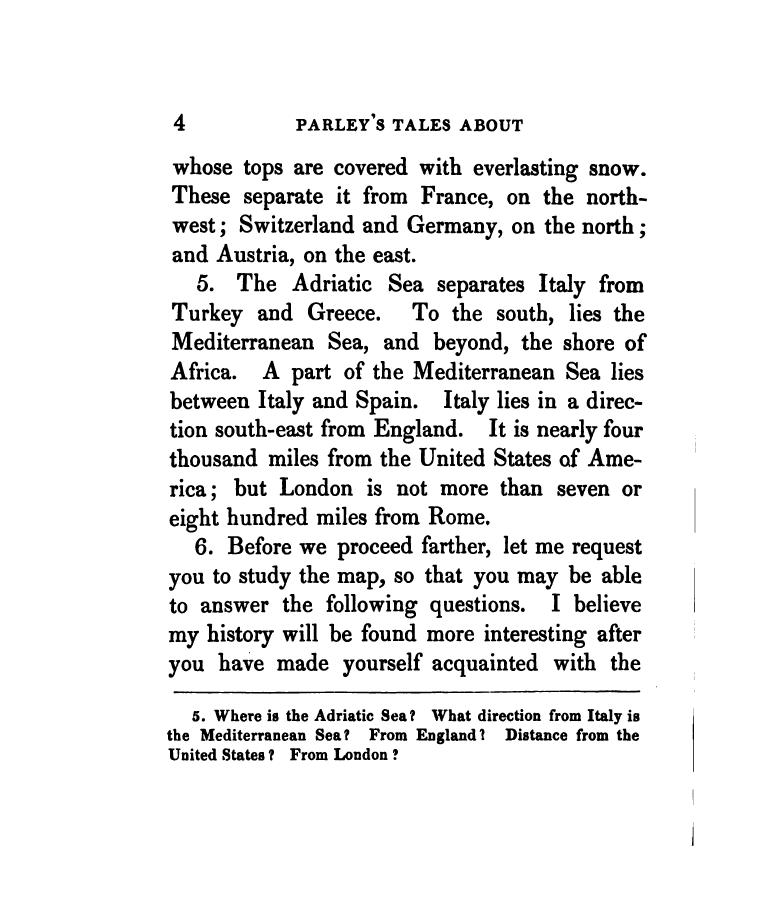 4 PARLEY'S TALES ABOUT
whose tops are covered with everlasting snow.
These separate it from France, on the north-
west; Switzerland and Germany, on the north;
and Austria, on the east.
5. The Adriatic Sea separates Italy from
Turkey and Greece. To the south, lies the
Mediterranean Sea, and beyond, the shore of
Africa. A part of the Mediterranean Sea lies
between Italy and Spain. Italy lies in a direc-
tion south-east from England. It is nearly four
thousand miles from the United States of Ame-
rica; but London is not more than seven or
eight hundred miles from Rome.
6. Before we proceed farther, let me request
you to study the map, so that you may be able
to answer the following questions. I believe
my history will be found more interesting after
you have made yourself acquainted with the
5. Where is the Adriatic Sea? What direction from Italy is
the Mediterranean Sea? From England? Distance from the
United States? From London?